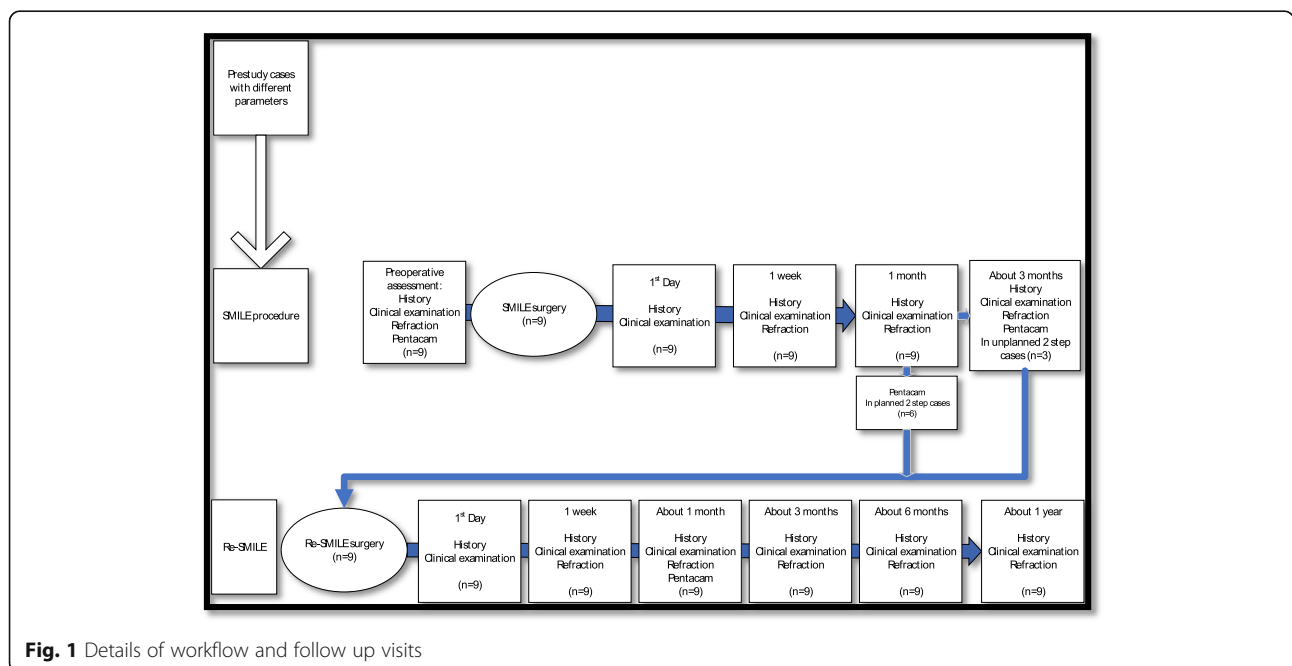 Prestudy cases
with different
parameters
SMILE procedure
Preoperative
assessment:
History
Clinical examination
Refraction
Pentacam
(n=9)
SMILE surgery
(n=9)
1st Day
History
Clinical examination
(n=9)
1 week
History
Clinical examination
Refraction
(n=9)
1 month
History
Clinical examination
Refraction
(n=9)
About 3 months
History
Clinical examination
Refraction
Pentacam
In unplanned 2 step
cases (n=3)
Pentacam
In planned 2 step cases
(n=6)
Re-SMILE
Re-SMILE surgery
(n=9)
1st Day
History
Clinical examination
(n=9)
1 week
History
Clinical examination
Refraction
(n=9)
About 1 month
History
Clinical examination
Refraction
Pentacam
(n=9)
About 3 months
History
Clinical examination
Refraction
(n=9)
About 6 months
History
Clinical examination
Refraction
(n=9)
About 1 year
History
Clinical examination
Refraction
(n=9)
Fig. 1 Details of workflow and follow up visits